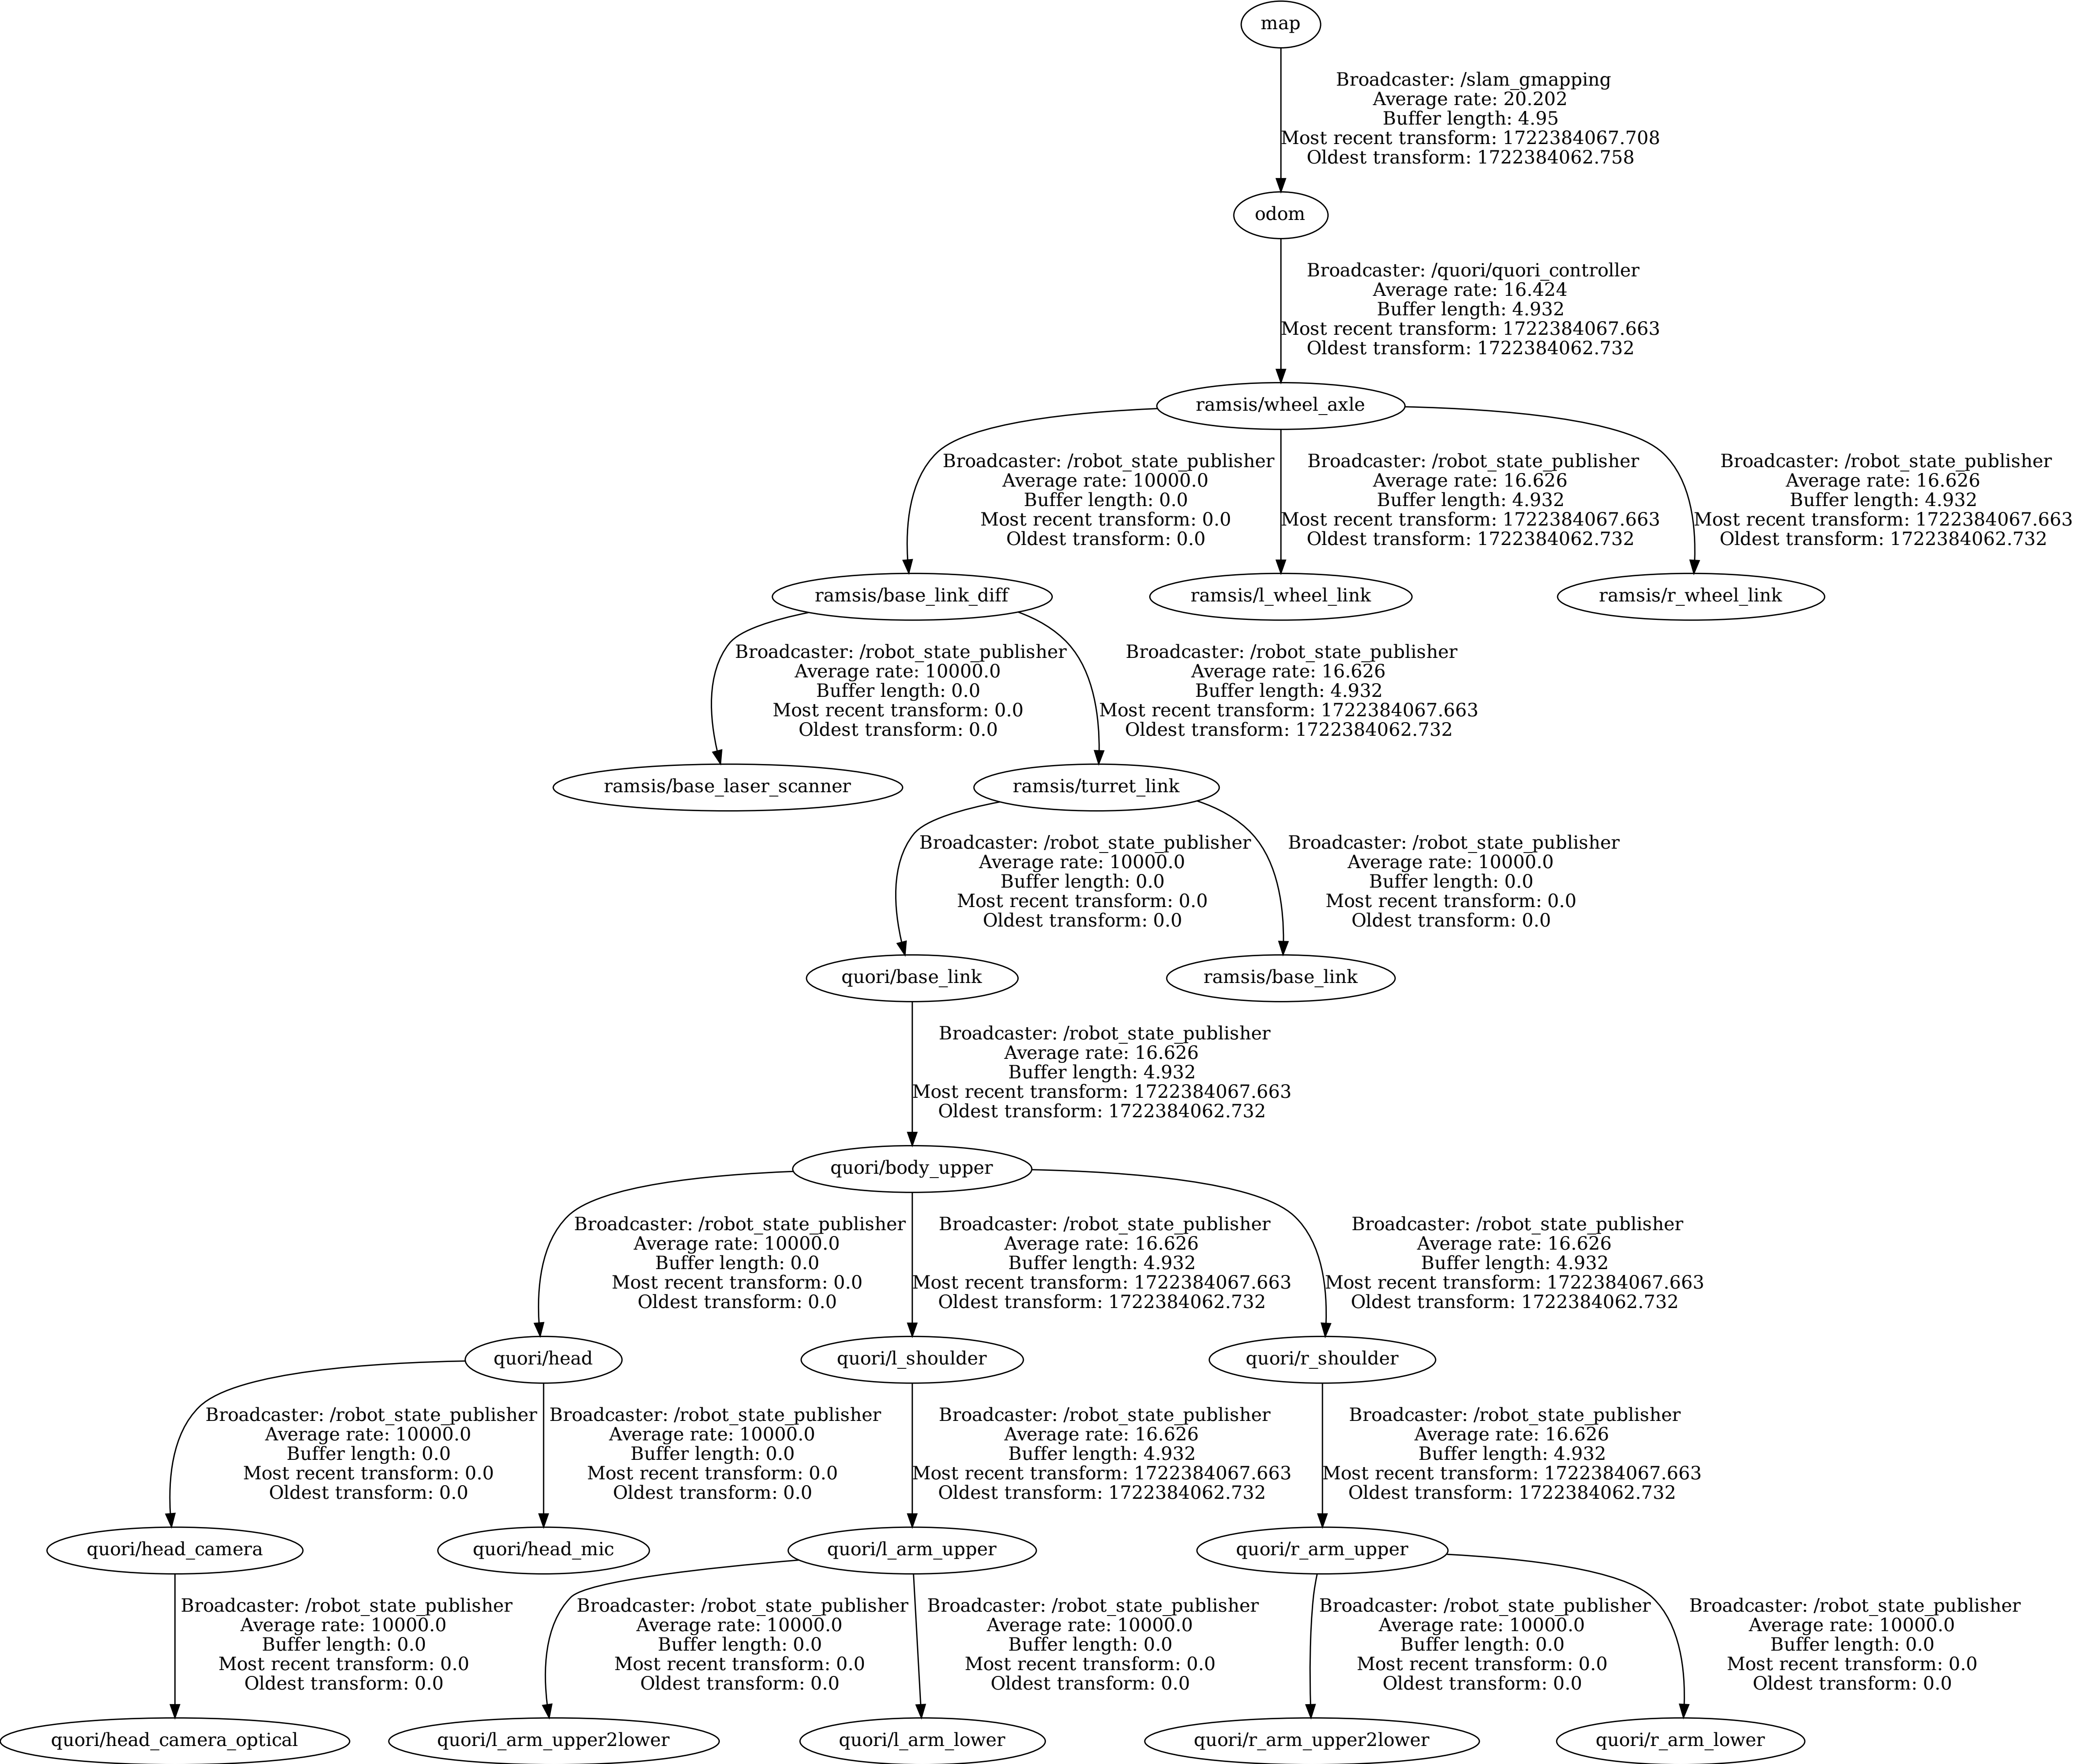 map
Broadcaster: /slam_gmapping
Average rate: 20.202
Buffer length: 4.95
Most recent transform: 1722384067.708
Oldest transform: 1722384062.758
odom
Broadcaster: /quori/quori_controller
Average rate: 16.424
Buffer length: 4.932
Most recent transform: 1722384067.663
Oldest transform: 1722384062.732
ramsis/wheel_axle
Broadcaster: /robot_state_publisher
Average rate: 10000.0
Buffer length: 0.0
Most recent transform: 0.0
Oldest transform: 0.0
Broadcaster: /robot_state_publisher
Average rate: 16.626
Buffer length: 4.932
Most recent transform: 1722384067.663
Oldest transform: 1722384062.732
Broadcaster: /robot_state_publisher
Average rate: 16.626
Buffer length: 4.932
Most recent transform: 1722384067.663
Oldest transform: 1722384062.732
ramsis/base_link_diff
ramsis/l_wheel_link
ramsis/r_wheel_link
Broadcaster: /robot_state_publisher
Average rate: 10000.0
Buffer length: 0.0
Most recent transform: 0.0
Oldest transform: 0.0
Broadcaster: /robot_state_publisher
Average rate: 16.626
Buffer length: 4.932
Most recent transform: 1722384067.663
Oldest transform: 1722384062.732
ramsis/base_laser_scanner
ramsis/turret_link
Broadcaster: /robot_state_publisher
Average rate: 10000.0
Buffer length: 0.0
Most recent transform: 0.0
Oldest transform: 0.0
Broadcaster: /robot_state_publisher
Average rate: 10000.0
Buffer length: 0.0
Most recent transform: 0.0
Oldest transform: 0.0
quori/base_link
ramsis/base_link
Broadcaster: /robot_state_publisher
Average rate: 16.626
Buffer length: 4.932
Most recent transform: 1722384067.663
Oldest transform: 1722384062.732
quori/body_upper
Broadcaster: /robot_state_publisher
Average rate: 10000.0
Buffer length: 0.0
Most recent transform: 0.0
Oldest transform: 0.0
Broadcaster: /robot_state_publisher
Average rate: 16.626
Buffer length: 4.932
Most recent transform: 1722384067.663
Oldest transform: 1722384062.732
Broadcaster: /robot_state_publisher
Average rate: 16.626
Buffer length: 4.932
Most recent transform: 1722384067.663
Oldest transform: 1722384062.732
quori/head
quori/l_shoulder
quori/r_shoulder
Broadcaster: /robot_state_publisher
Average rate: 10000.0
Buffer length: 0.0
Most recent transform: 0.0
Oldest transform: 0.0
Broadcaster: /robot_state_publisher
Average rate: 10000.0
Buffer length: 0.0
Most recent transform: 0.0
Oldest transform: 0.0
Broadcaster: /robot_state_publisher
Average rate: 16.626
Buffer length: 4.932
Most recent transform: 1722384067.663
Oldest transform: 1722384062.732
Broadcaster: /robot_state_publisher
Average rate: 16.626
Buffer length: 4.932
Most recent transform: 1722384067.663
Oldest transform: 1722384062.732
quori/head_camera
quori/head_mic
quori/l_arm_upper
quori/r_arm_upper
Broadcaster: /robot_state_publisher
Average rate: 10000.0
Buffer length: 0.0
Most recent transform: 0.0
Oldest transform: 0.0
Broadcaster: /robot_state_publisher
Average rate: 10000.0
Buffer length: 0.0
Most recent transform: 0.0
Oldest transform: 0.0
Broadcaster: /robot_state_publisher
Average rate: 10000.0
Buffer length: 0.0
Most recent transform: 0.0
Oldest transform: 0.0
Broadcaster: /robot_state_publisher
Average rate: 10000.0
Buffer length: 0.0
Most recent transform: 0.0
Oldest transform: 0.0
Broadcaster: /robot_state_publisher
Average rate: 10000.0
Buffer length: 0.0
Most recent transform: 0.0
Oldest transform: 0.0
quori/head_camera_optical
quori/l_arm_upper2lower
quori/l_arm_lower
quori/r_arm_upper2lower
quori/r_arm_lower